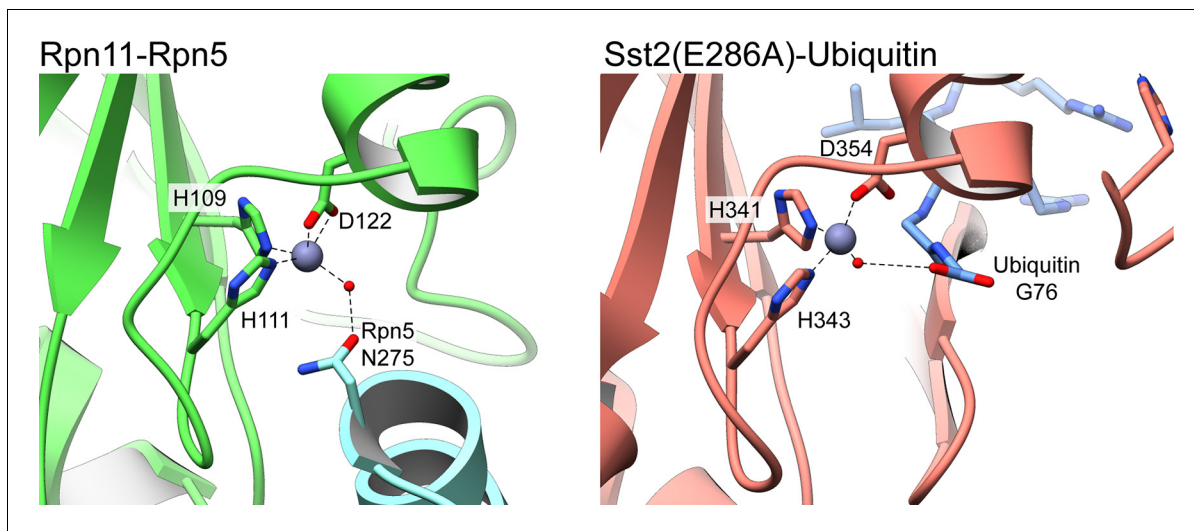 Rpn11-Rpn5
H109
D122
H111
Rpn5
N275
Sst2(E286A)-Ubiquitin
D354
H341
H343
Ubiquitin
G76